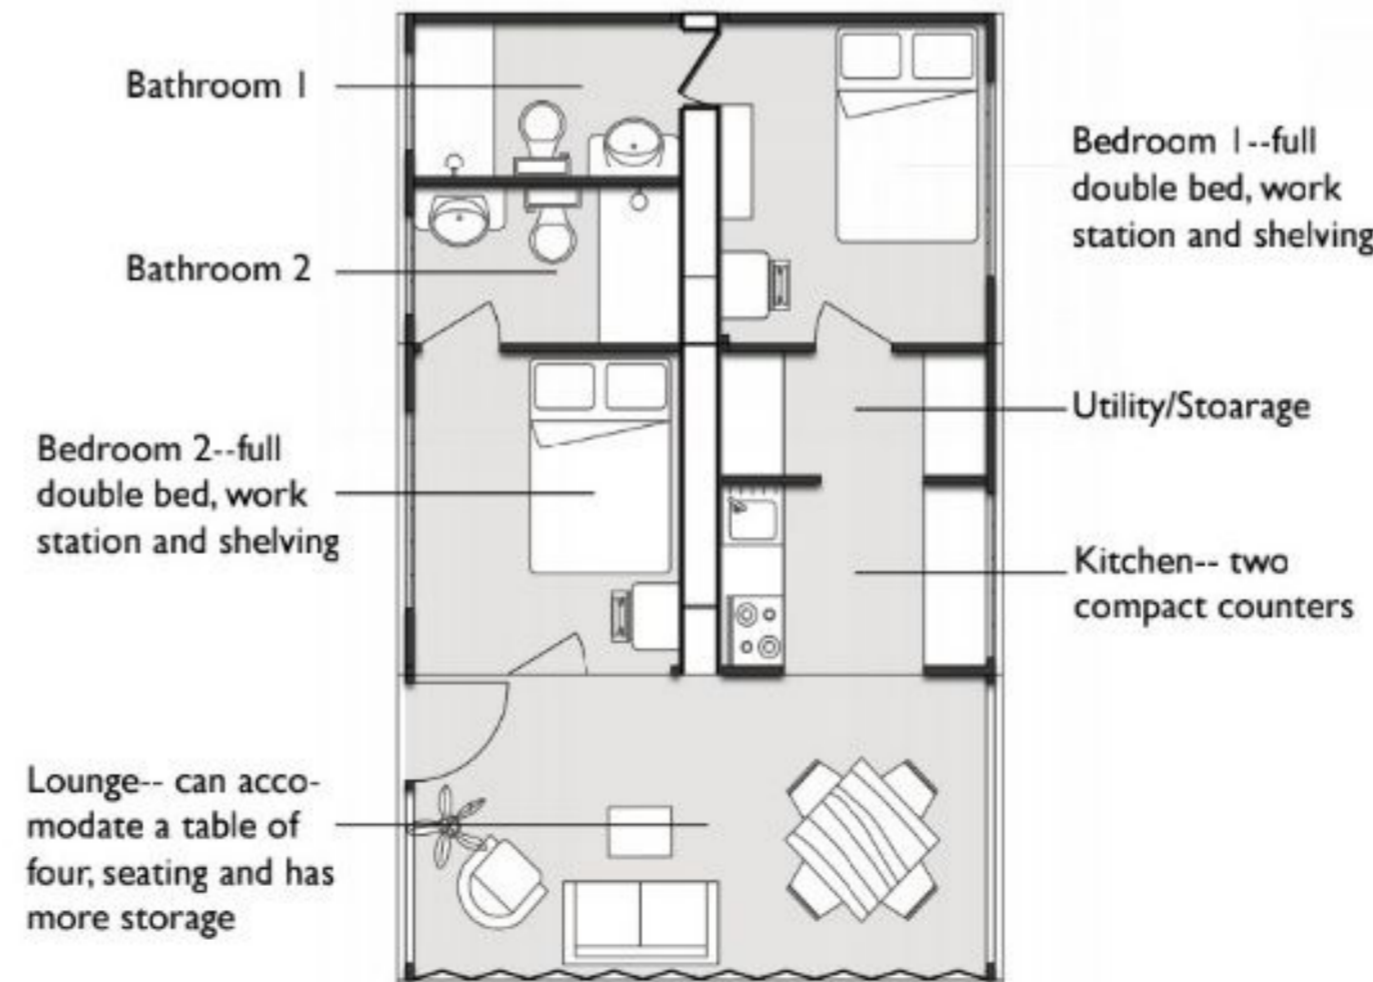 Bathroom 1
Bedroom 1--full
double bed, work
station and shelving
Bathroom 2
Utility/Stoarage
Bedroom 2--full
double bed, work
station and shelving
Kitchen-- two
compact counters
Lounge-- can acco-
modate a table of
four, seating and has
more storage